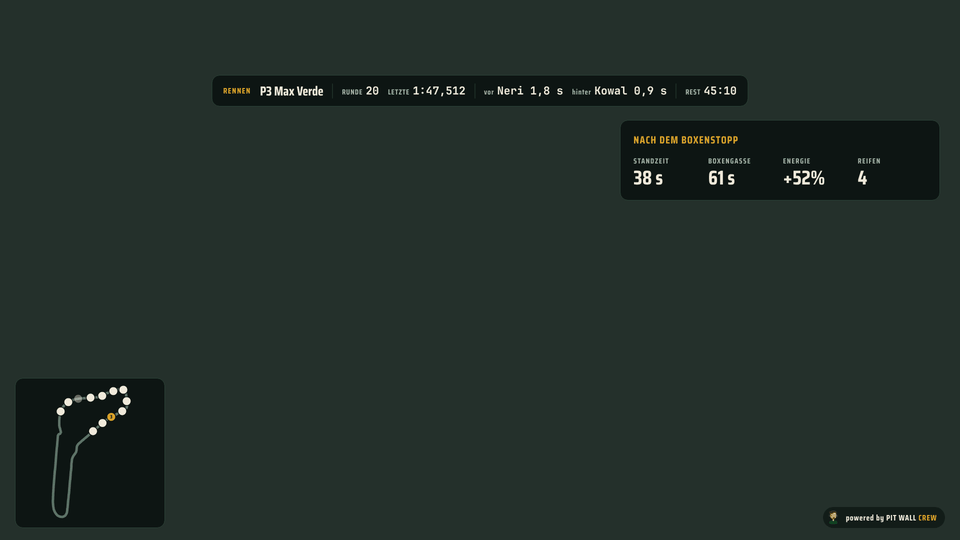 RENNEN P3 Max Verde RUNDE 20 LETZTE 1:47,512 vor Neri 1,8 s hinter Kowal 0,9 s REST 45:10
NACH DEM BOXENSTOPP
STANDZEIT BOXENGASSE ENERGIE REIFEN
38 s 61 s +52% 4
3
powered by PIT WALL CREW